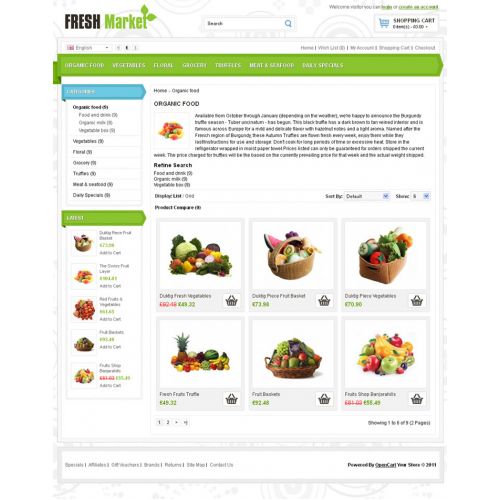 FRESH Market
Search
Welcome visitor you can login or create an account.
SHOPPING CART
0 item(s) - €0.00
English
€ £ $
Home | Wish List (0) | My Account | Shopping Cart | Checkout
ORGANIC FOOD VEGETABLES FLORAL GROCERY TRUFFLES MEAT & SEAFOOD DAILY SPECIALS
CATEGORIES
Organic food (9)
Food and drink (9)
Organic milk (9)
Vegetable box (9)
Vegetables (9)
Floral (9)
Grocery (9)
Truffles (9)
Meat & seafood (9)
Daily Specials (9)
LATEST
Duktig Piece Fruit Basket
€73.98
Add to Cart
The Divine Fruit Layer
Add to Cart
Red Fruits & Vegetables
€61.65
Add to Cart
Fruit Baskets
€92.48
Add to Cart
Fruits Shop Banjarahills
€61.03 €55.49
Add to Cart
Home » Organic food
ORGANIC FOOD
Available from October through January (depending on the weather), we're happy to announce the Burgundy
truffle season - Tuber uncinatum - has begun. This black truffle has a dark brown to tan veined interior and is
famous across Europe for a mild and delicate flavor with hazelnut notes and a light aroma. Named after the
French region of Burgundy, these Autumn Truffles are flown fresh every week, enjoy them while they
last!Instructions for use and storage: Don't cook for long periods of time or excessive heat. Store in the
refrigerator wrapped in moist paper towel Prices listed can only be guaranteed for orders shipped the current
week. The price charged for truffles will be the based on the currently prevailing price for that week and the actual weight shipped.
Refine Search
Food and drink (9)
Organic milk (9)
Vegetable box (9)
Display: List / Grid
Sort By: Default
Show: 6
Product Compare (0)
Duktig Fresh Vegetables
€92.48 €49.32
Duktig Piece Fruit Basket
€73.98
Duktig Piece Vegetables
€70.90
Fresh Fruits Truffle
€49.32
Fruit Baskets
€92.48
Fruits Shop Banjarahills
€61.03 €55.49
1 2 > >|
Showing 1 to 6 of 9 (2 Pages)
Specials | Affiliates | Gift Vouchers | Brands | Returns | Site Map | Contact Us
Powered By OpenCart Your Store © 2011